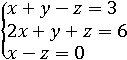 x + y − z = 3
2x + y + z = 6
x − z = 0